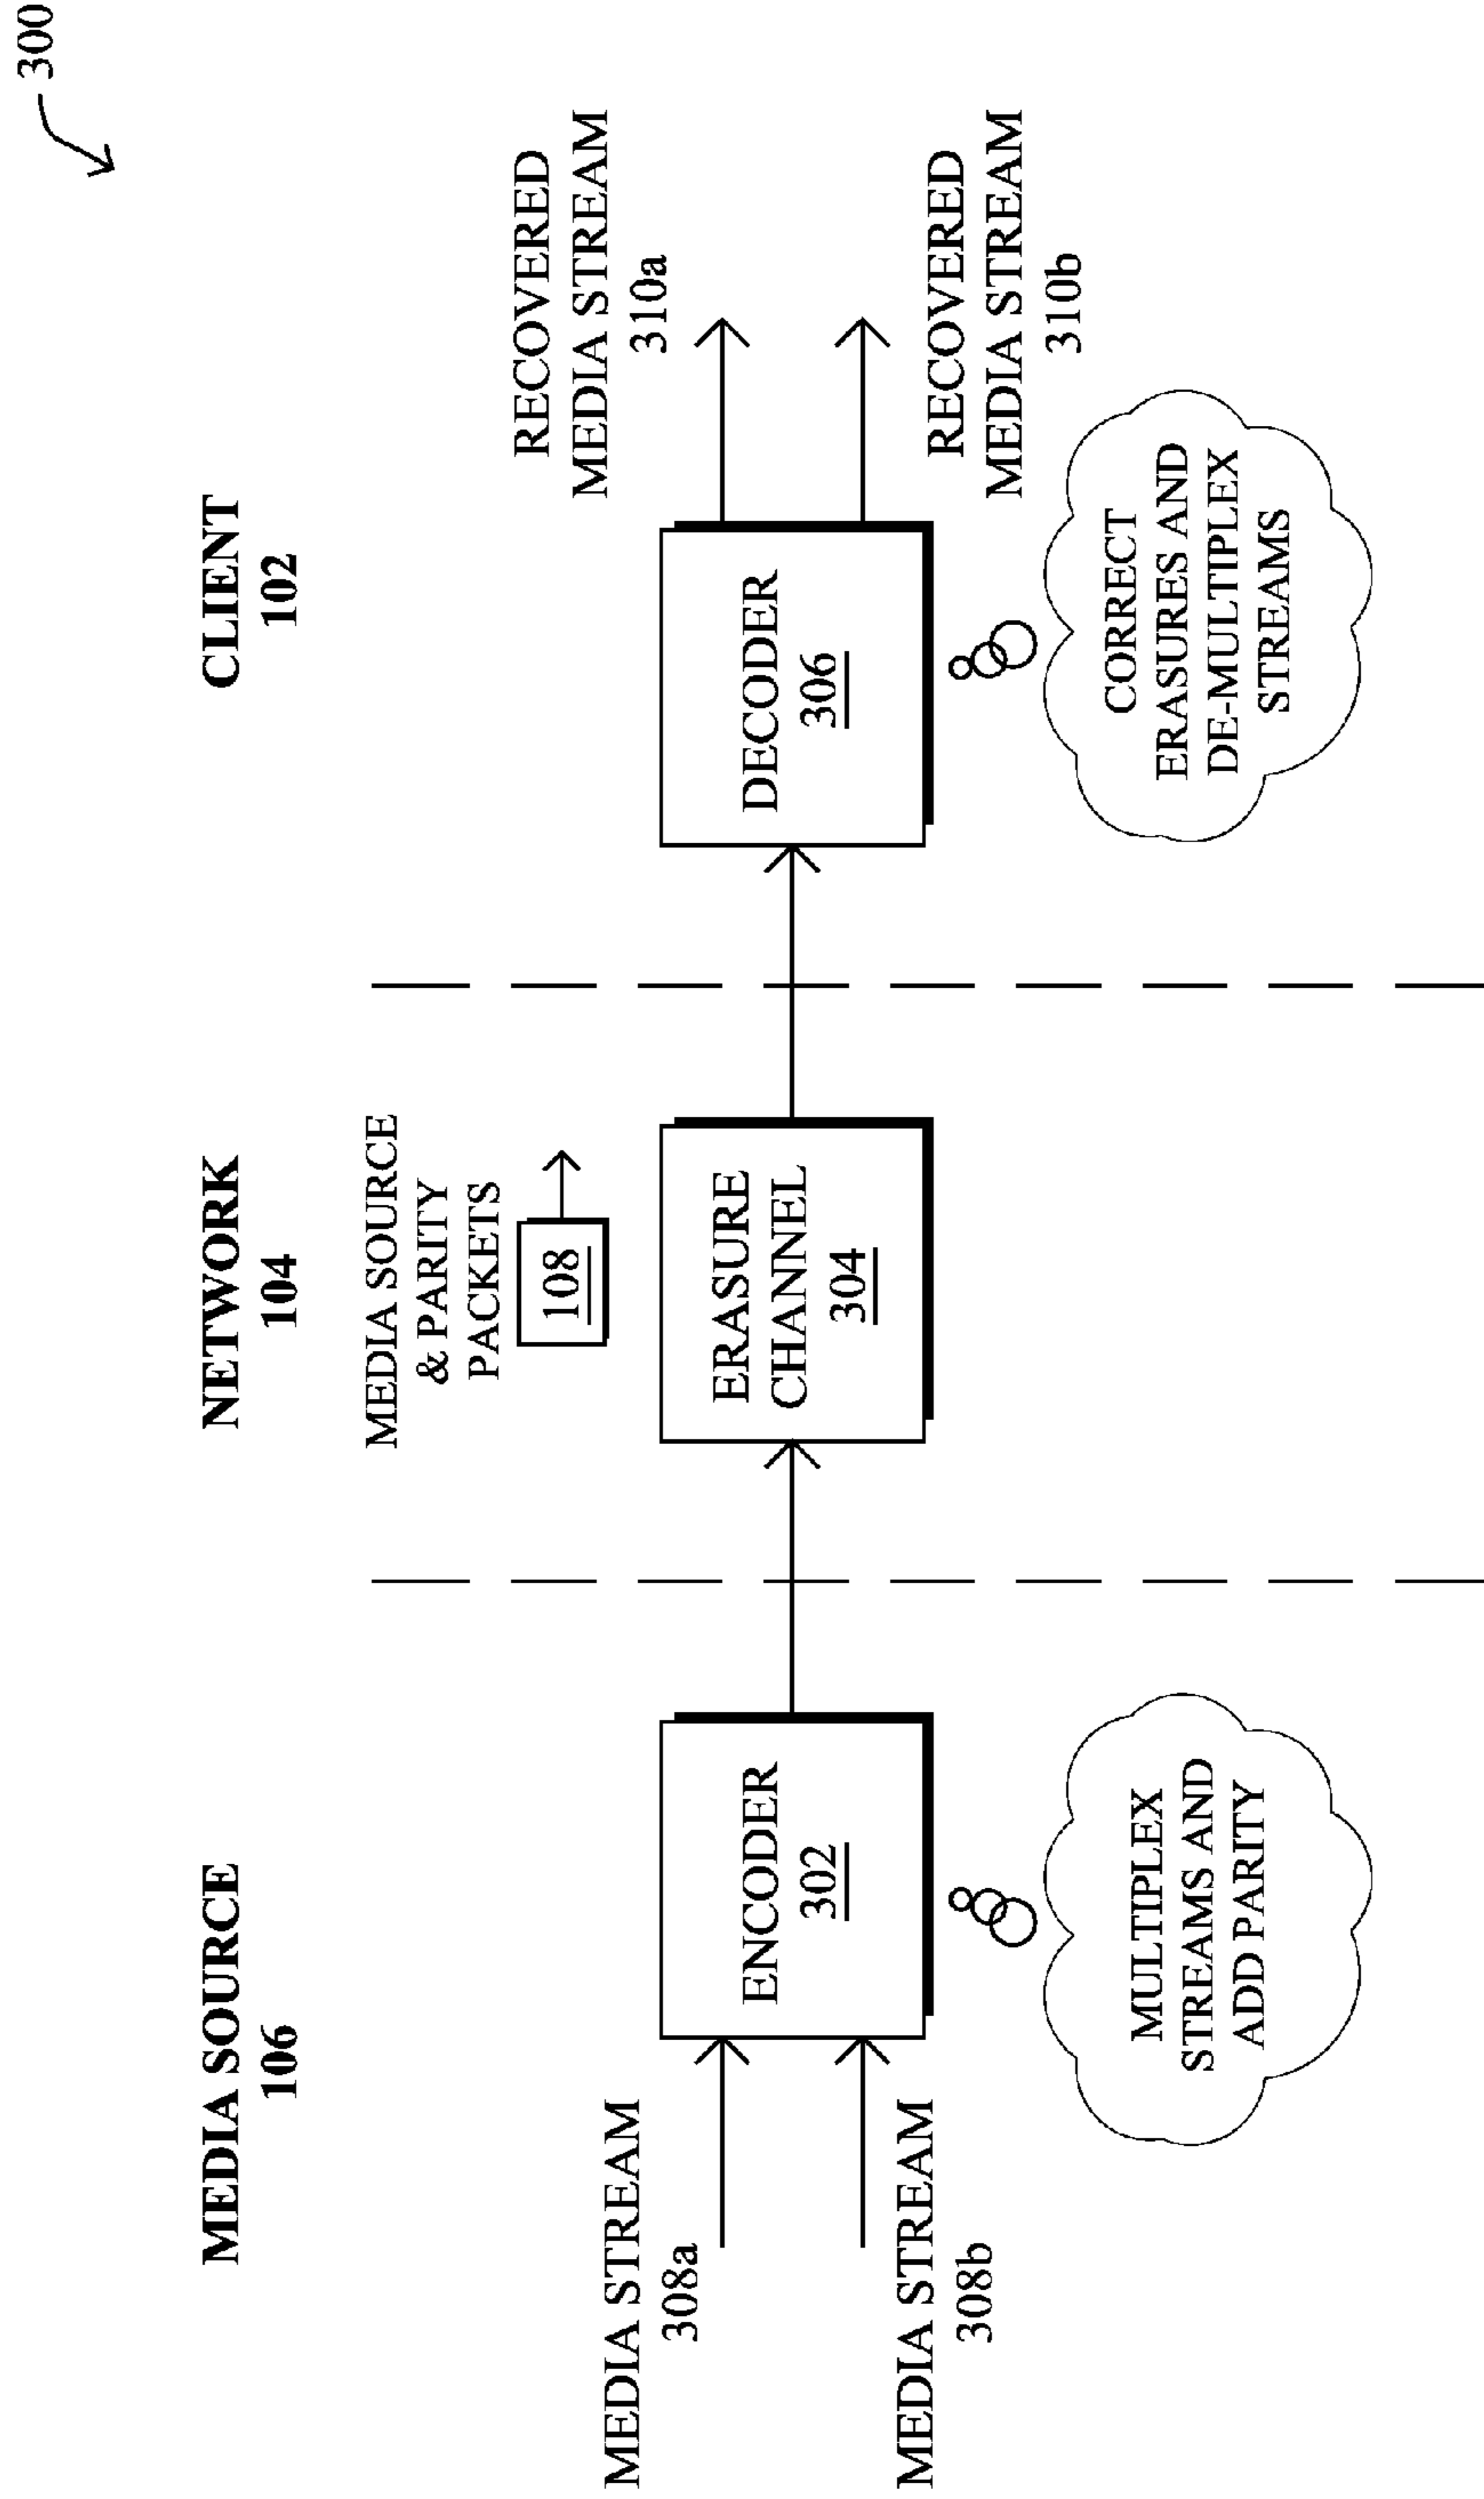 300
MEDIA SOURCE
106
NETWORK
104
CLIENT
102
MEDIA STREAM
308a
MEDIA STREAM
308b
ENCODER
302
MULTIPLEX
STREAMS AND
ADD PARITY
MEDIA SOURCE
& PARITY
PACKETS
108
ERASURE
CHANNEL
304
DECODER
306
CORRECT
ERASURES AND
DE-MULTIPLEX
STREAMS
RECOVERED
MEDIA STREAM
310a
RECOVERED
MEDIA STREAM
310b